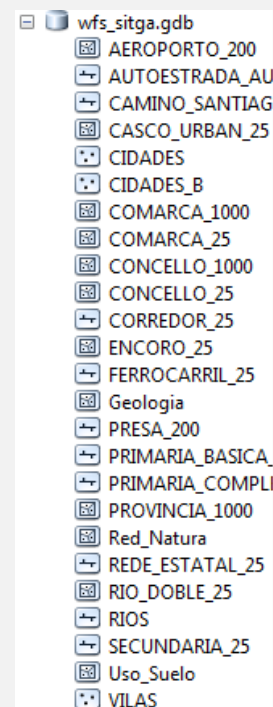 wfs_sitga.gdb
AEROPORTO_200
AUTOESTRADA_AU
CAMINO_SANTIAG
CASCO_URBAN_25
CIDADES
CIDADES_B
COMARCA_1000
COMARCA_25
CONCELLO_1000
CONCELLO_25
CORREDOR_25
ENCORO_25
FERROCARRIL_25
Geologia
PRESA_200
PRIMARIA_BASICA_
PRIMARIA_COMPLE
PROVINCIA_1000
Red_Natura
REDE_ESTATAL_25
RIO_DOBLE_25
RIOS
SECUNDARIA_25
Uso_Suelo
VILAS